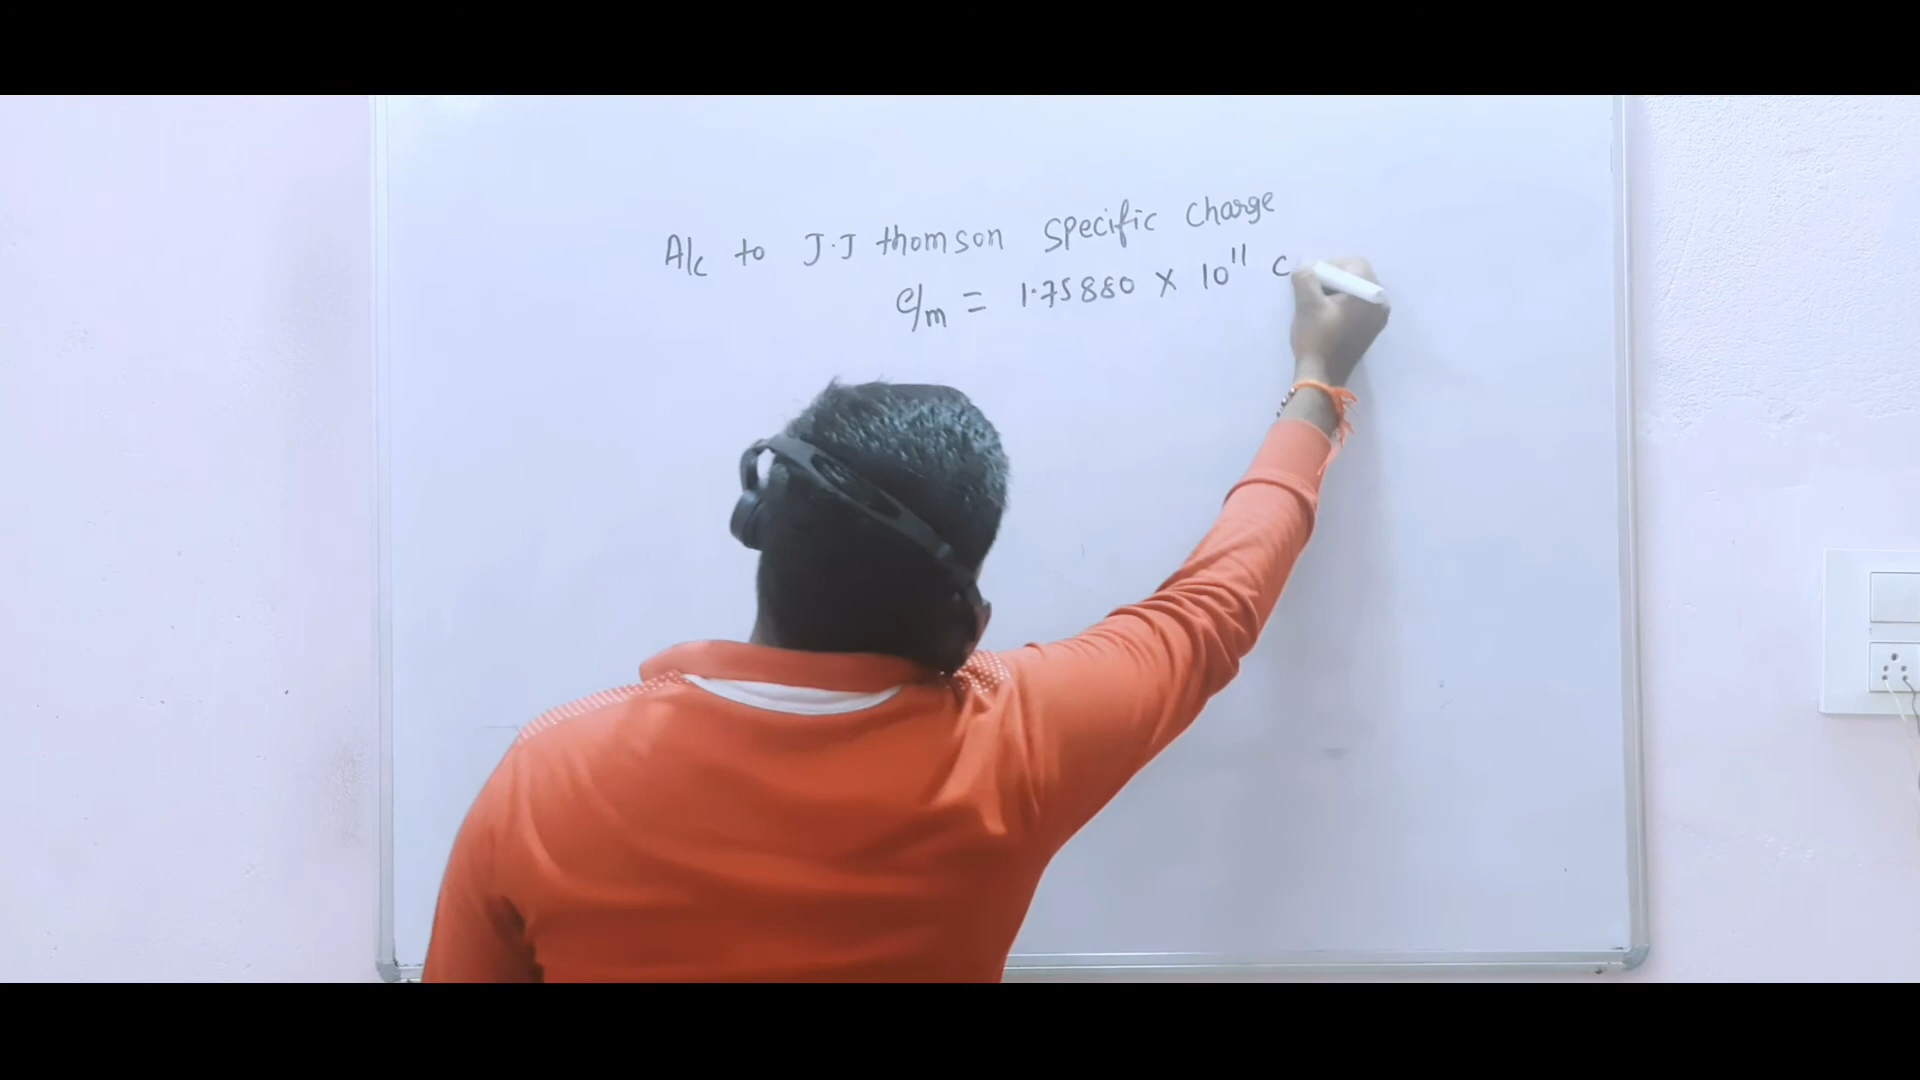 A/c to J.J thomson specific charge
e/m = 1.75880 × 10¹¹ c